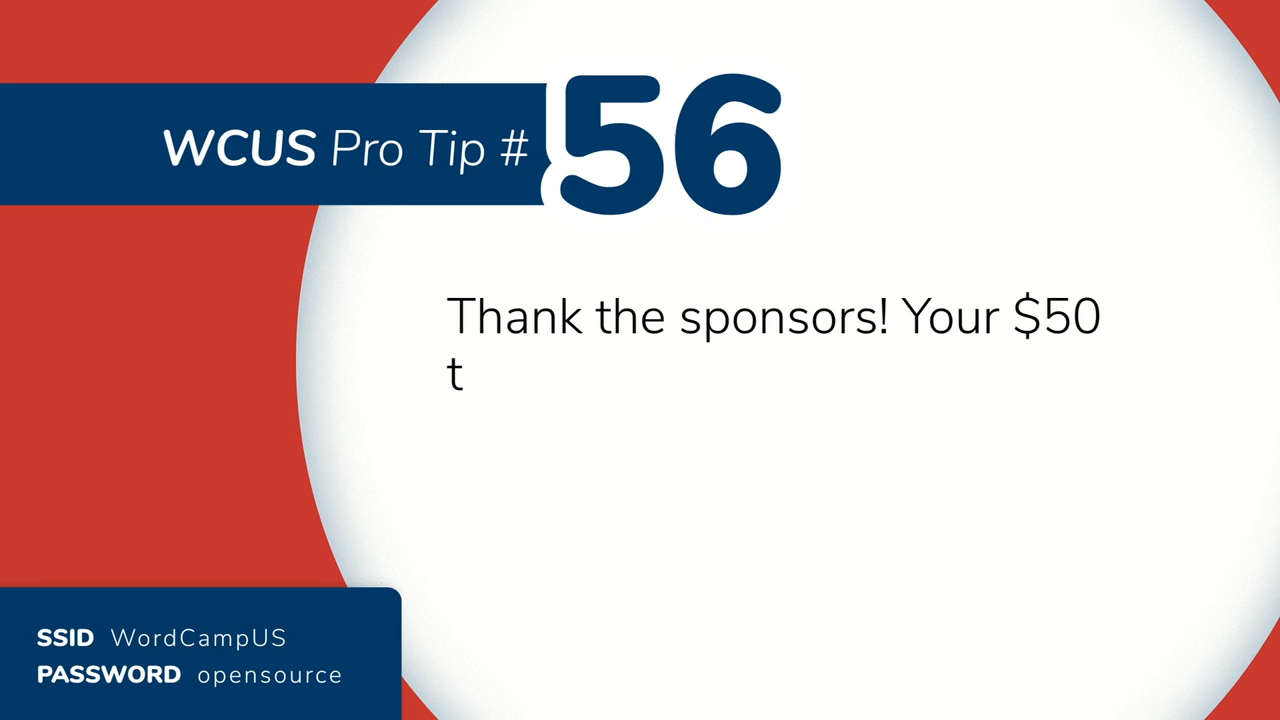 WCUS Pro Tip #56
Thank the sponsors! Your $50
t
SSID WordCampUS
PASSWORD opensource